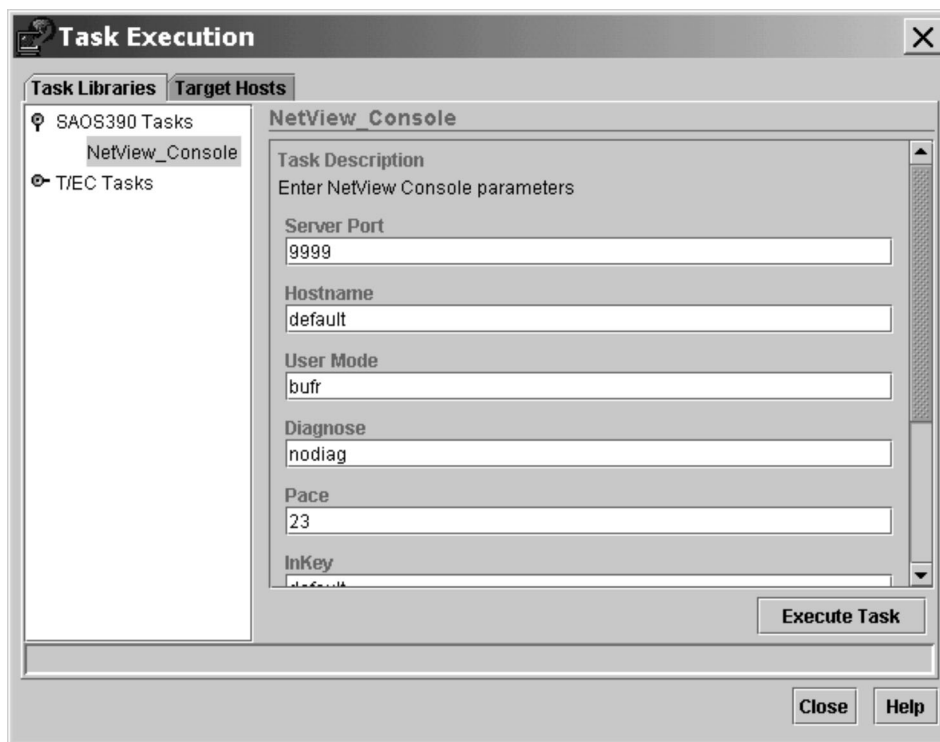 Task Execution
Task Libraries Target Hosts
SAOS390 Tasks
NetView_Console
T/EC Tasks
NetView_Console
Task Description
Enter NetView Console parameters
Server Port
9999
Hostname
default
User Mode
bufr
Diagnose
nodiag
Pace
23
InKey
default
Execute Task
Close Help